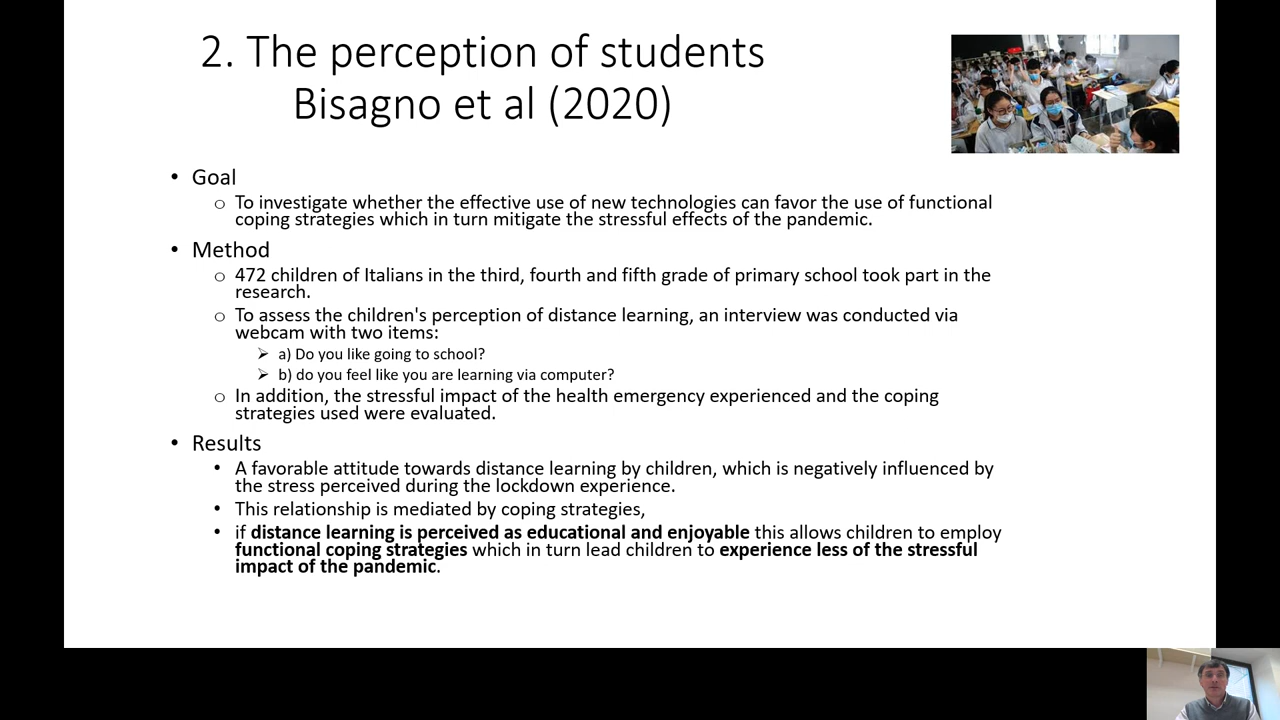 2. The perception of students
Bisagno et al (2020)
• Goal
o To investigate whether the effective use of new technologies can favor the use of functional
coping strategies which in turn mitigate the stressful effects of the pandemic.
• Method
o 472 children of Italians in the third, fourth and fifth grade of primary school took part in the
research.
o To assess the children's perception of distance learning, an interview was conducted via
webcam with two items:
➢ a) Do you like going to school?
➢ b) do you feel like you are learning via computer?
o In addition, the stressful impact of the health emergency experienced and the coping
strategies used were evaluated.
• Results
• A favorable attitude towards distance learning by children, which is negatively influenced by
the stress perceived during the lockdown experience.
• This relationship is mediated by coping strategies,
• if distance learning is perceived as educational and enjoyable this allows children to employ
functional coping strategies which in turn lead children to experience less of the stressful
impact of the pandemic.